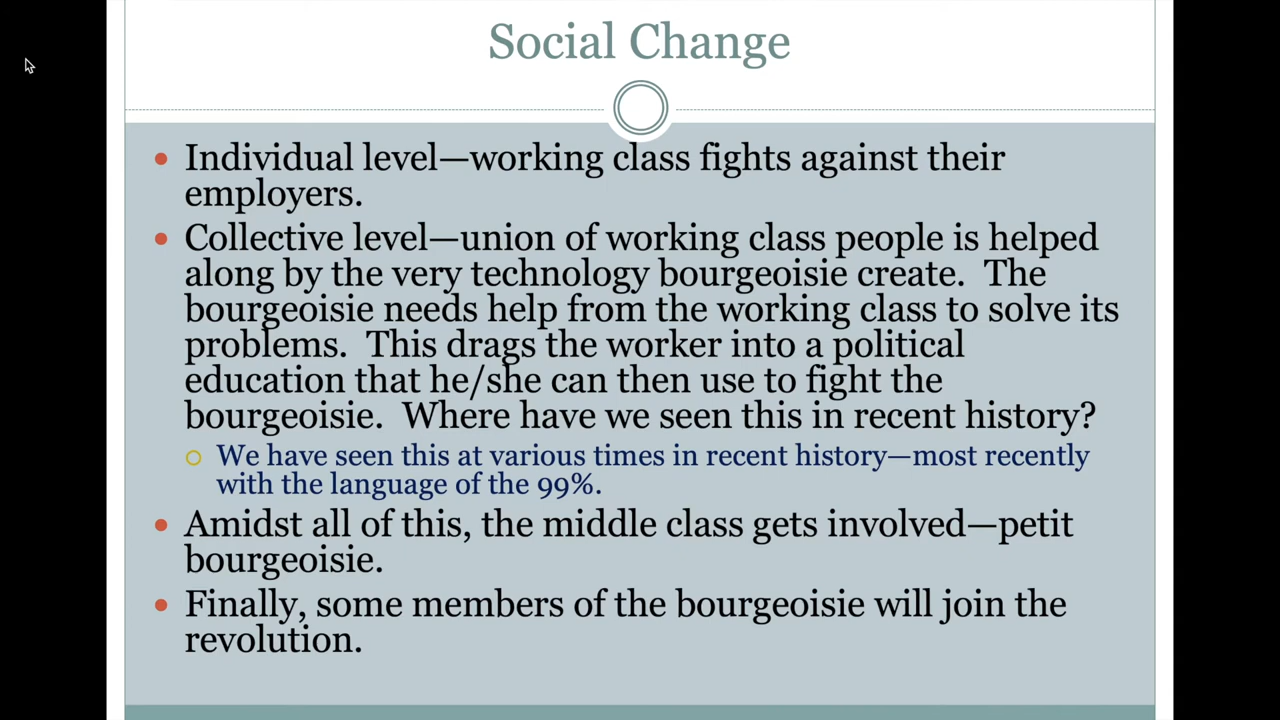 Social Change
Individual level—working class fights against their
employers.
Collective level—union of working class people is helped
along by the very technology bourgeoisie create.  The
bourgeoisie needs help from the working class to solve its
problems.  This drags the worker into a political
education that he/she can then use to fight the
bourgeoisie.  Where have we seen this in recent history?
We have seen this at various times in recent history—most recently
with the language of the 99%.
Amidst all of this, the middle class gets involved—petit
bourgeoisie.
Finally, some members of the bourgeoisie will join the
revolution.